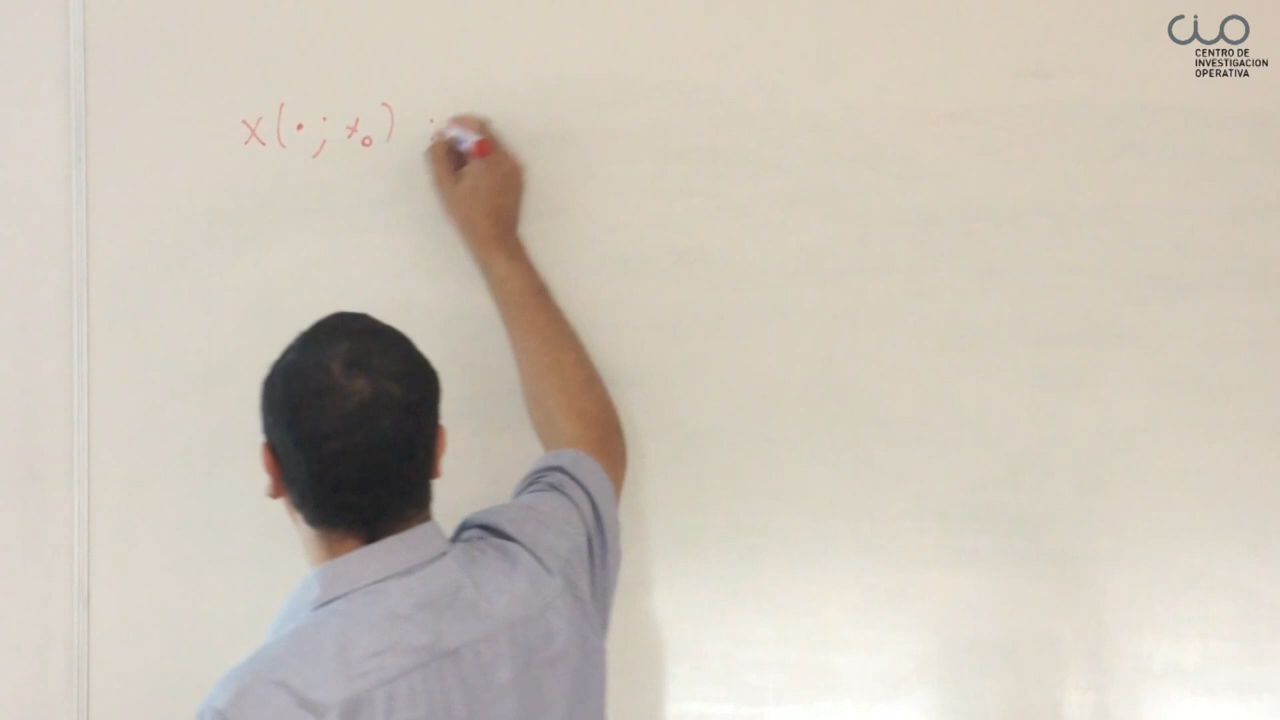 x(·; x₀) :
CIO
CENTRO DE
INVESTIGACION
OPERATIVA